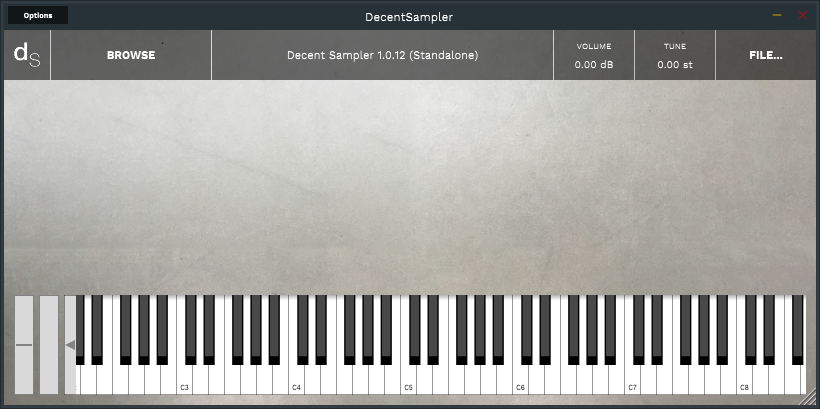 Options
DecentSampler
dS
BROWSE
Decent Sampler 1.0.12 (Standalone)
VOLUME
0.00 dB
TUNE
0.00 st
FILE...
C3
C4
C5
C6
C7
C8